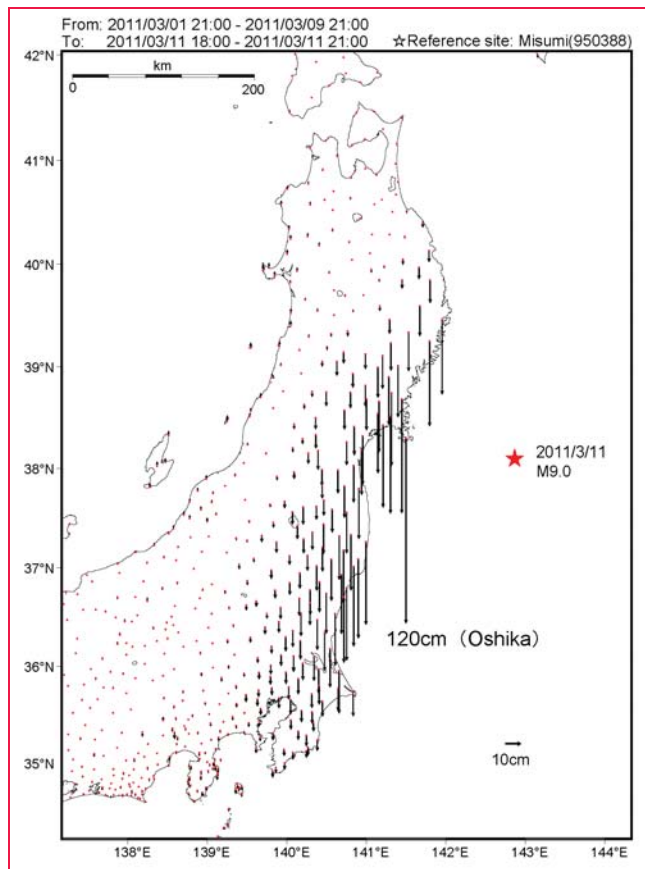 From: 2011/03/01 21:00 - 2011/03/09 21:00
To: 2011/03/11 18:00 - 2011/03/11 21:00 ☆Reference site: Misumi(950388)
42°N
km
0 200
41°N
40°N
39°N
38°N
2011/3/11
M9.0
37°N
120cm（Oshika）
36°N
35°N
10cm
138°E 139°E 140°E 141°E 142°E 143°E 144°E